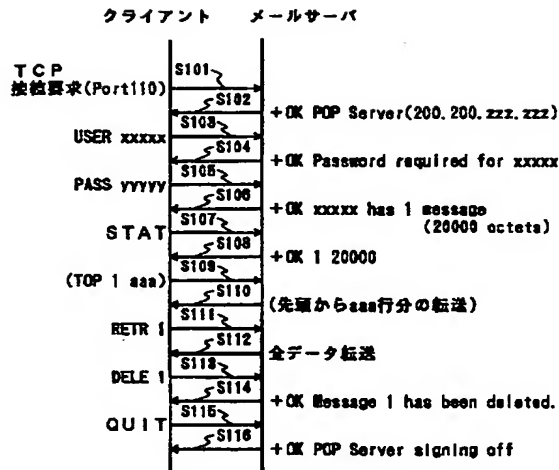 クライアント メールサーバ
TCP
接続要求(Port110)
S101
S102
+OK POP Server(200.200.zzz.zzz)
S103
USER xxxxx
S104
+OK Password required for xxxxx
S105
PASS yyyyy
S106
+OK xxxxx has 1 message
(20000 octets)
S107
STAT
S108
+OK 1 20000
S109
(TOP 1 aaa)
S110
(先頭からaaa行分の転送)
S111
RETR 1
S112
全データ転送
S113
DELE 1
S114
+OK Message 1 has been deleted.
S115
QUIT
S116
+OK POP Server signing off